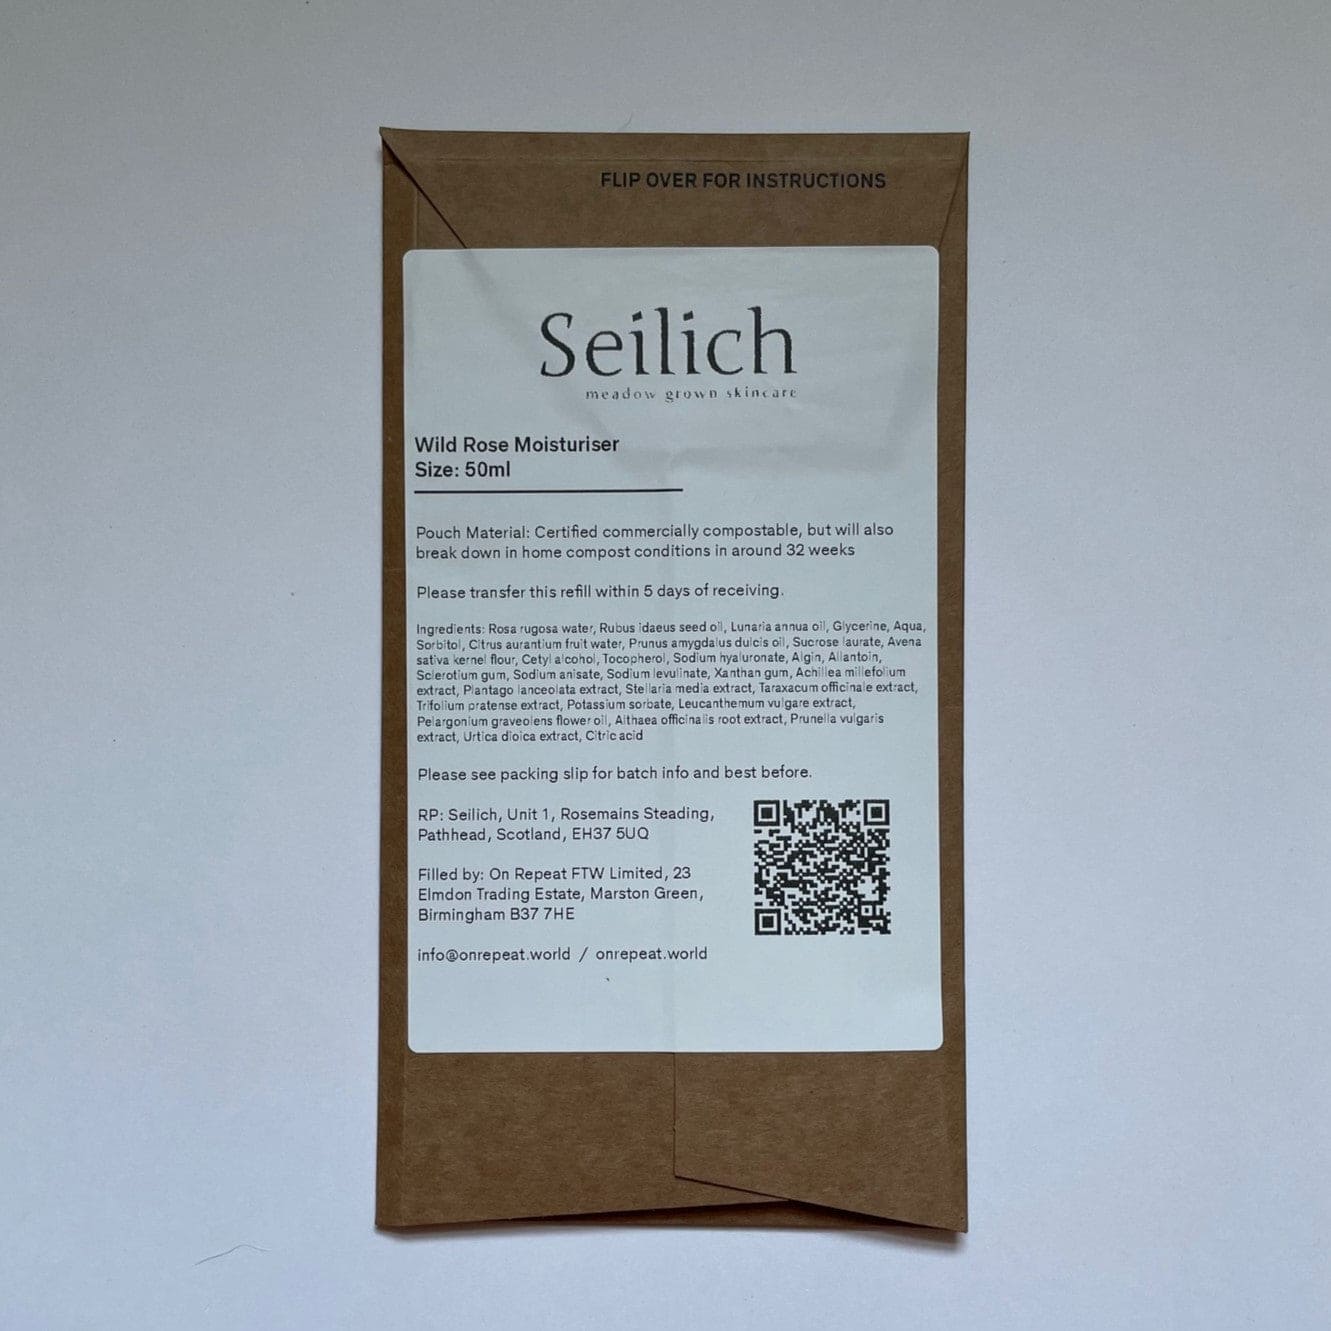 FLIP OVER FOR INSTRUCTIONS
Seilich
meadow grown skincare
Wild Rose Moisturiser
Size: 50ml
Pouch Material: Certified commercially compostable, but will also
break down in home compost conditions in around 32 weeks
Please transfer this refill within 5 days of receiving.
Ingredients: Rosa rugosa water, Rubus idaeus seed oil, Lunaria annua oil, Glycerine, Aqua,
Sorbitol, Citrus aurantium fruit water, Prunus amygdalus dulcis oil, Sucrose laurate, Avena
sativa kernel flour, Cetyl alcohol, Tocopherol, Sodium hyaluronate, Algin, Allantoin,
Sclerotium gum, Sodium anisate, Sodium levulinate, Xanthan gum, Achillea millefolium
extract, Plantago lanceolata extract, Stellaria media extract, Taraxacum officinale extract,
Trifolium pratense extract, Potassium sorbate, Leucanthemum vulgare extract,
Pelargonium graveolens flower oil, Althaea officinalis root extract, Prunella vulgaris
extract, Urtica dioica extract, Citric acid
Please see packing slip for batch info and best before.
RP: Seilich, Unit 1, Rosemains Steading,
Pathhead, Scotland, EH37 5UQ
Filled by: On Repeat FTW Limited, 23
Elmdon Trading Estate, Marston Green,
Birmingham B37 7HE
info@onrepeat.world / onrepeat.world